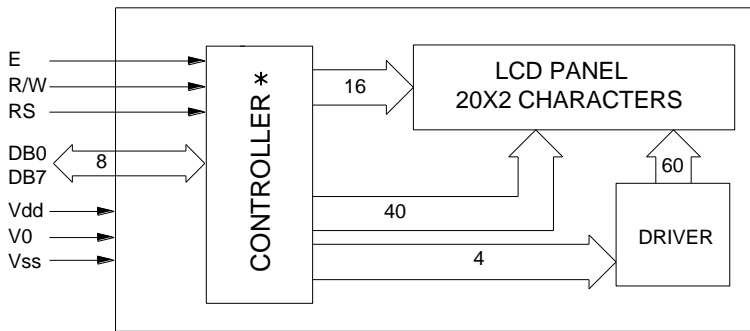 E
R/W
RS
DB0
DB7
8
Vdd
V0
Vss
CONTROLLER *
16
LCD PANEL
20X2 CHARACTERS
40
60
4
DRIVER